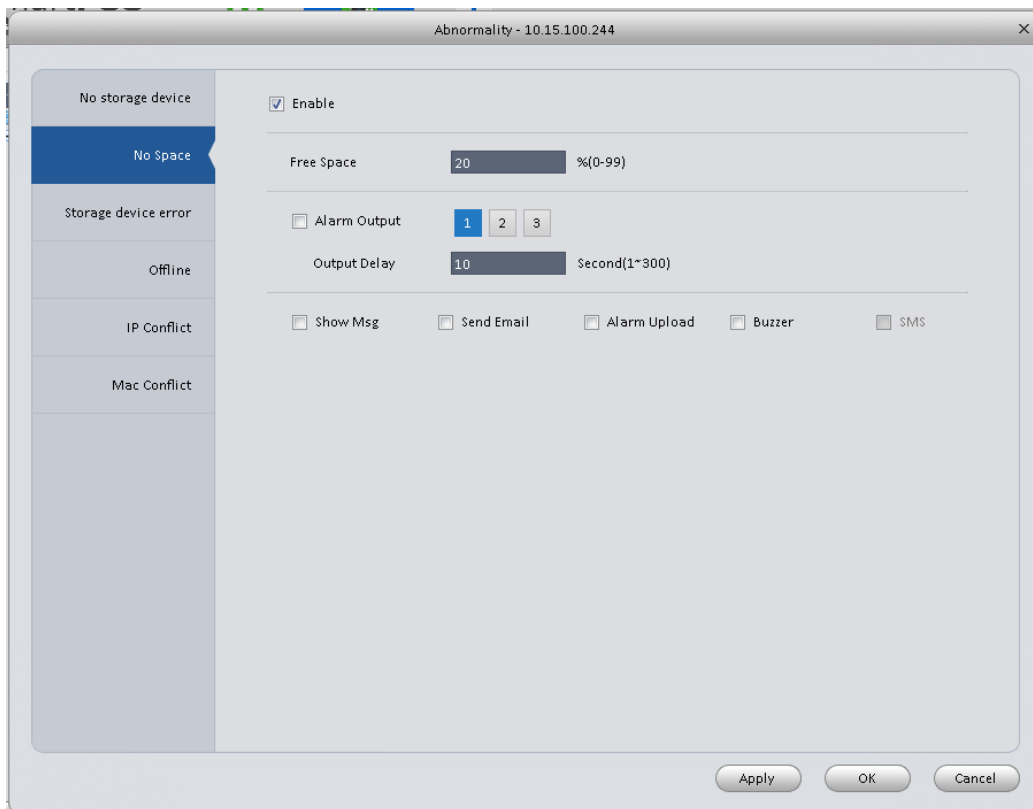 Abnormality - 10.15.100.244
No storage device
No Space
Storage device error
Offline
IP Conflict
Mac Conflict
Enable
Free Space 20 %(0-99)
Alarm Output 1 2 3
Output Delay 10 Second(1~300)
Show Msg Send Email Alarm Upload Buzzer SMS
Apply OK Cancel